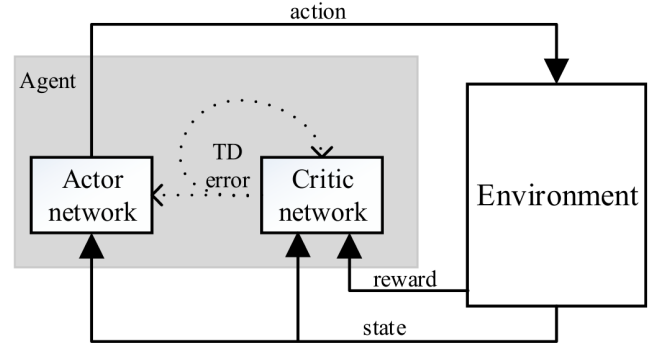 action
Agent
TD
error
Actor
network
Critic
network
Environment
reward
state